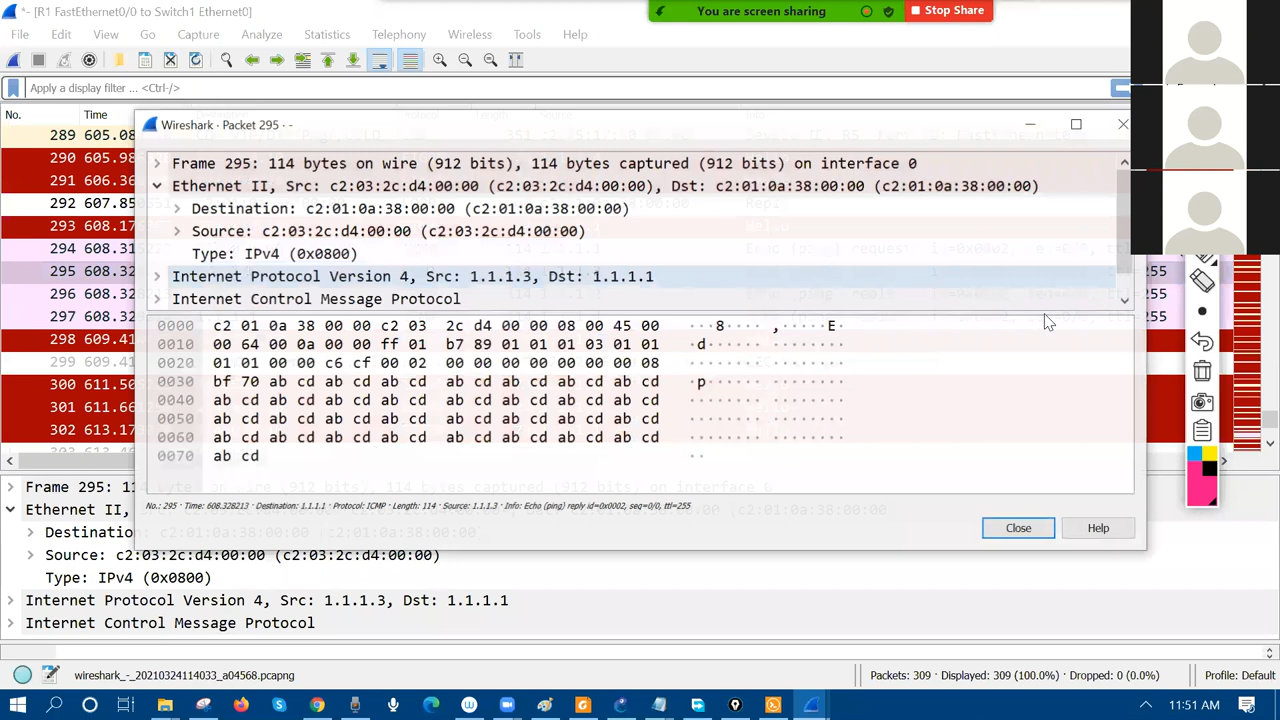 *- [R1 FastEthernet0/0 to Switch1 Ethernet0]
You are screen sharing
Stop Share
File Edit View Go Capture Analyze Statistics Telephony Wireless Tools Help
Apply a display filter ... <Ctrl-/>
No. Time
289 605.08
290 605.98
291 606.36
292 607.850
293 608.17
294 608.315
295 608.32
296 608.3
297 608.3
298 609.41
299 609.41
300 611.50
301 611.66
302 613.17
=255
=255
=255
Wireshark · Packet 295 · -
Frame 295: 114 bytes on wire (912 bits), 114 bytes captured (912 bits) on interface 0
Ethernet II, Src: c2:03:2c:d4:00:00 (c2:03:2c:d4:00:00), Dst: c2:01:0a:38:00:00 (c2:01:0a:38:00:00)
Destination: c2:01:0a:38:00:00 (c2:01:0a:38:00:00)
Source: c2:03:2c:d4:00:00 (c2:03:2c:d4:00:00)
Type: IPv4 (0x0800)
Internet Protocol Version 4, Src: 1.1.1.3, Dst: 1.1.1.1
Internet Control Message Protocol
0000 c2 01 0a 38 00 00 c2 03 2c d4 00 00 08 00 45 00 ···8···· ,·····E·
0010 00 64 00 0a 00 00 ff 01 b7 89 01 01 01 03 01 01 ·d······ ········
0020 01 01 00 00 c6 cf 00 02 00 00 00 00 00 00 00 08 ········ ········
0030 bf 70 ab cd ab cd ab cd ab cd ab cd ab cd ab cd ·p······ ········
0040 ab cd ab cd ab cd ab cd ab cd ab cd ab cd ab cd ········ ········
0050 ab cd ab cd ab cd ab cd ab cd ab cd ab cd ab cd ········ ········
0060 ab cd ab cd ab cd ab cd ab cd ab cd ab cd ab cd ········ ········
0070 ab cd ··
No.: 295 · Time: 608.328213 · Destination: 1.1.1.1 · Protocol: ICMP · Length: 114 · Source: 1.1.1.3 · Info: Echo (ping) reply id=0x0002, seq=0/0, ttl=255
Close Help
Frame 295: 114 bytes on wire (912 bits), 114 bytes captured (912 bits) on interface 0
Ethernet II,
Destination
Source: c2:03:2c:d4:00:00 (c2:03:2c:d4:00:00)
Type: IPv4 (0x0800)
Internet Protocol Version 4, Src: 1.1.1.3, Dst: 1.1.1.1
Internet Control Message Protocol
wireshark_-_20210324114033_a04568.pcapng
Packets: 309 · Displayed: 309 (100.0%) · Dropped: 0 (0.0%)
Profile: Default
11:51 AM